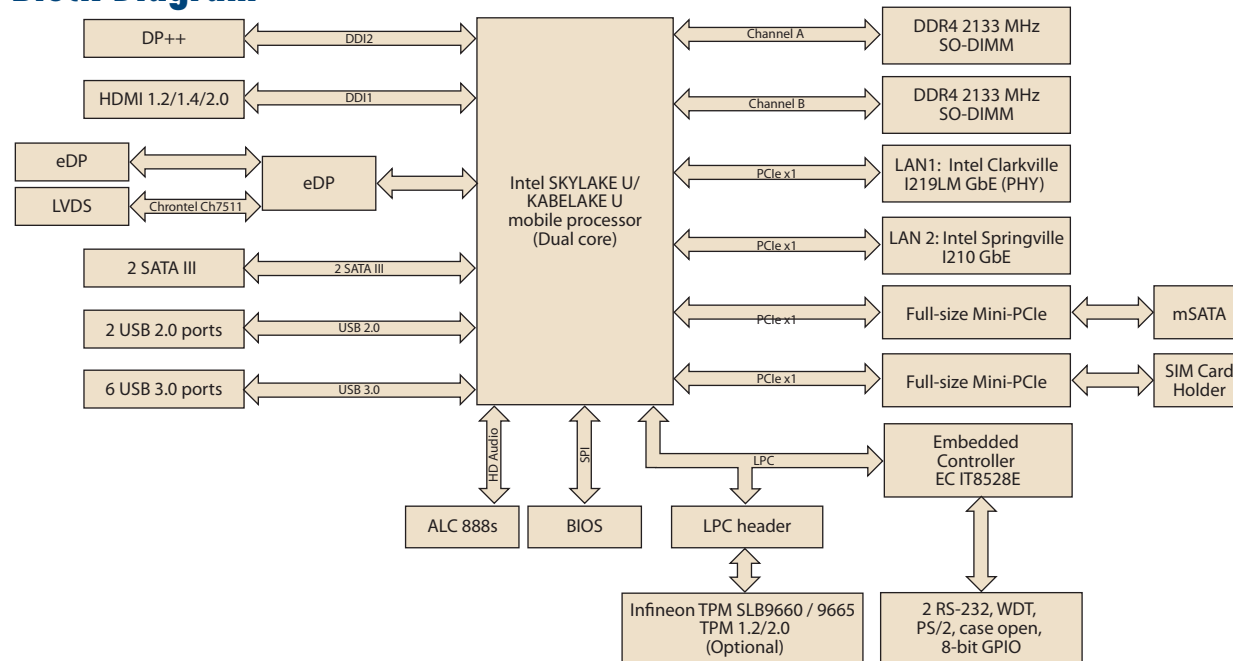 Block Diagram
DP++
DDI2
HDMI 1.2/1.4/2.0
DDI1
eDP
LVDS
Chrontel Ch7511
eDP
2 SATA III
2 SATA III
2 USB 2.0 ports
USB 2.0
6 USB 3.0 ports
USB 3.0
Intel SKYLAKE U/
KABELAKE U
mobile processor
(Dual core)
Channel A
DDR4 2133 MHz
SO-DIMM
Channel B
DDR4 2133 MHz
SO-DIMM
PCIe x1
LAN1: Intel Clarkville
I219LM GbE (PHY)
PCIe x1
LAN 2: Intel Springville
I210 GbE
PCIe x1
Full-size Mini-PCIe
mSATA
PCIe x1
Full-size Mini-PCIe
SIM Card
Holder
HD Audio
SPI
LPC
Embedded
Controller
EC IT8528E
ALC 888s
BIOS
LPC header
Infineon TPM SLB9660 / 9665
TPM 1.2/2.0
(Optional)
2 RS-232, WDT,
PS/2, case open,
8-bit GPIO